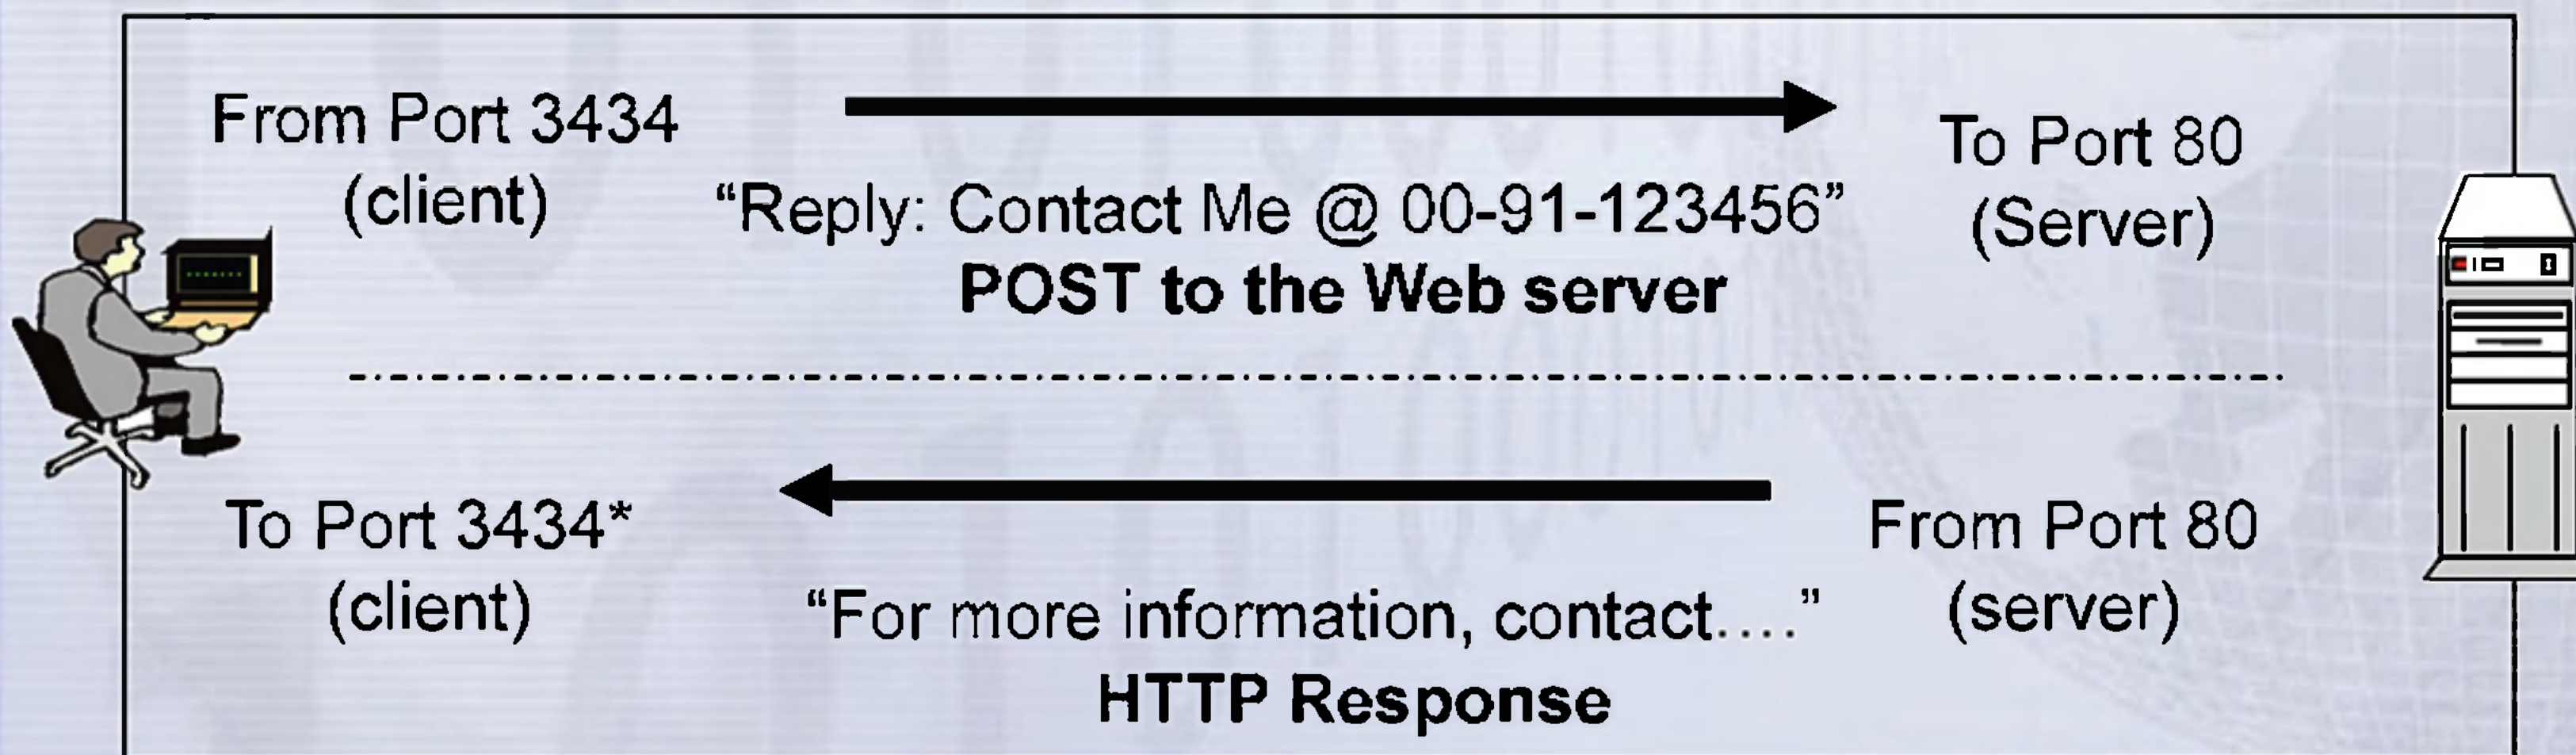 From Port 3434
(client)
"Reply: Contact Me @ 00-91-123456"
POST to the Web server
To Port 80
(Server)
To Port 3434*
(client)
"For more information, contact...."
HTTP Response
From Port 80
(server)